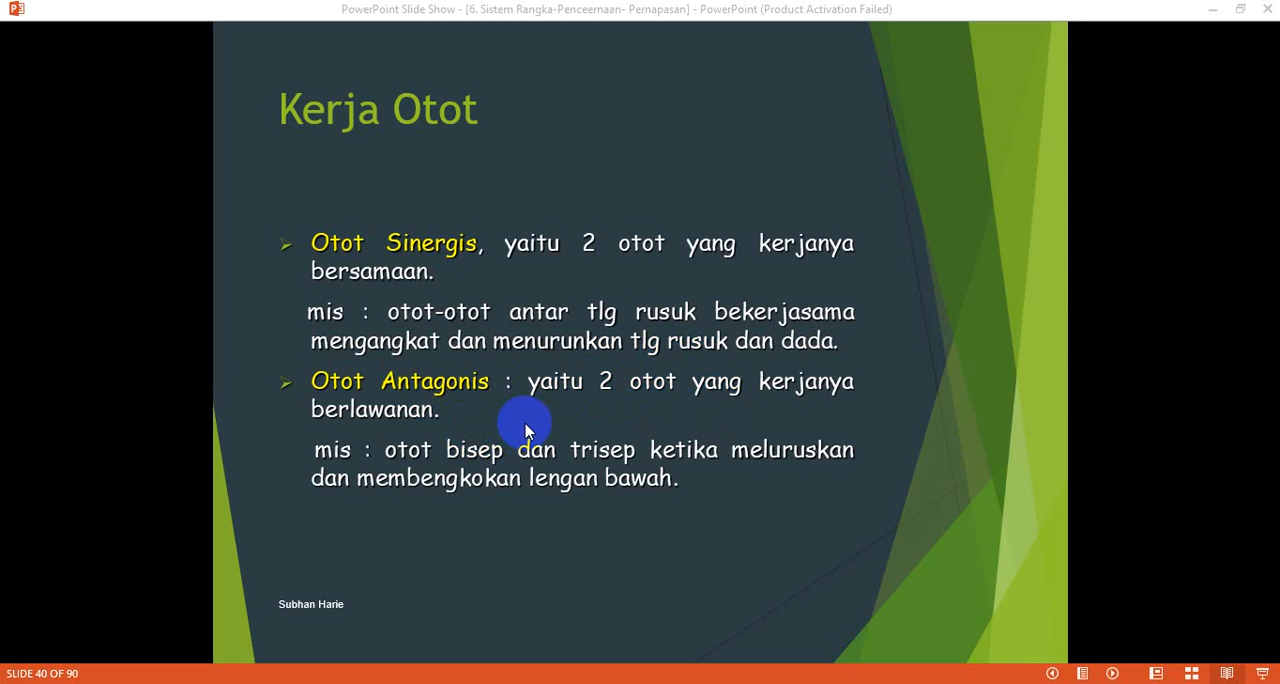 PowerPoint Slide Show - [6. Sistem Rangka-Penceernaan- Pernapasan] - PowerPoint (Product Activation Failed)
Kerja Otot
Otot Sinergis, yaitu 2 otot yang kerjanya
bersamaan.
mis : otot-otot antar tlg rusuk bekerjasama
mengangkat dan menurunkan tlg rusuk dan dada.
Otot Antagonis : yaitu 2 otot yang kerjanya
berlawanan.
mis : otot bisep dan trisep ketika meluruskan
dan membengkokan lengan bawah.
Subhan Harie
SLIDE 40 OF 90